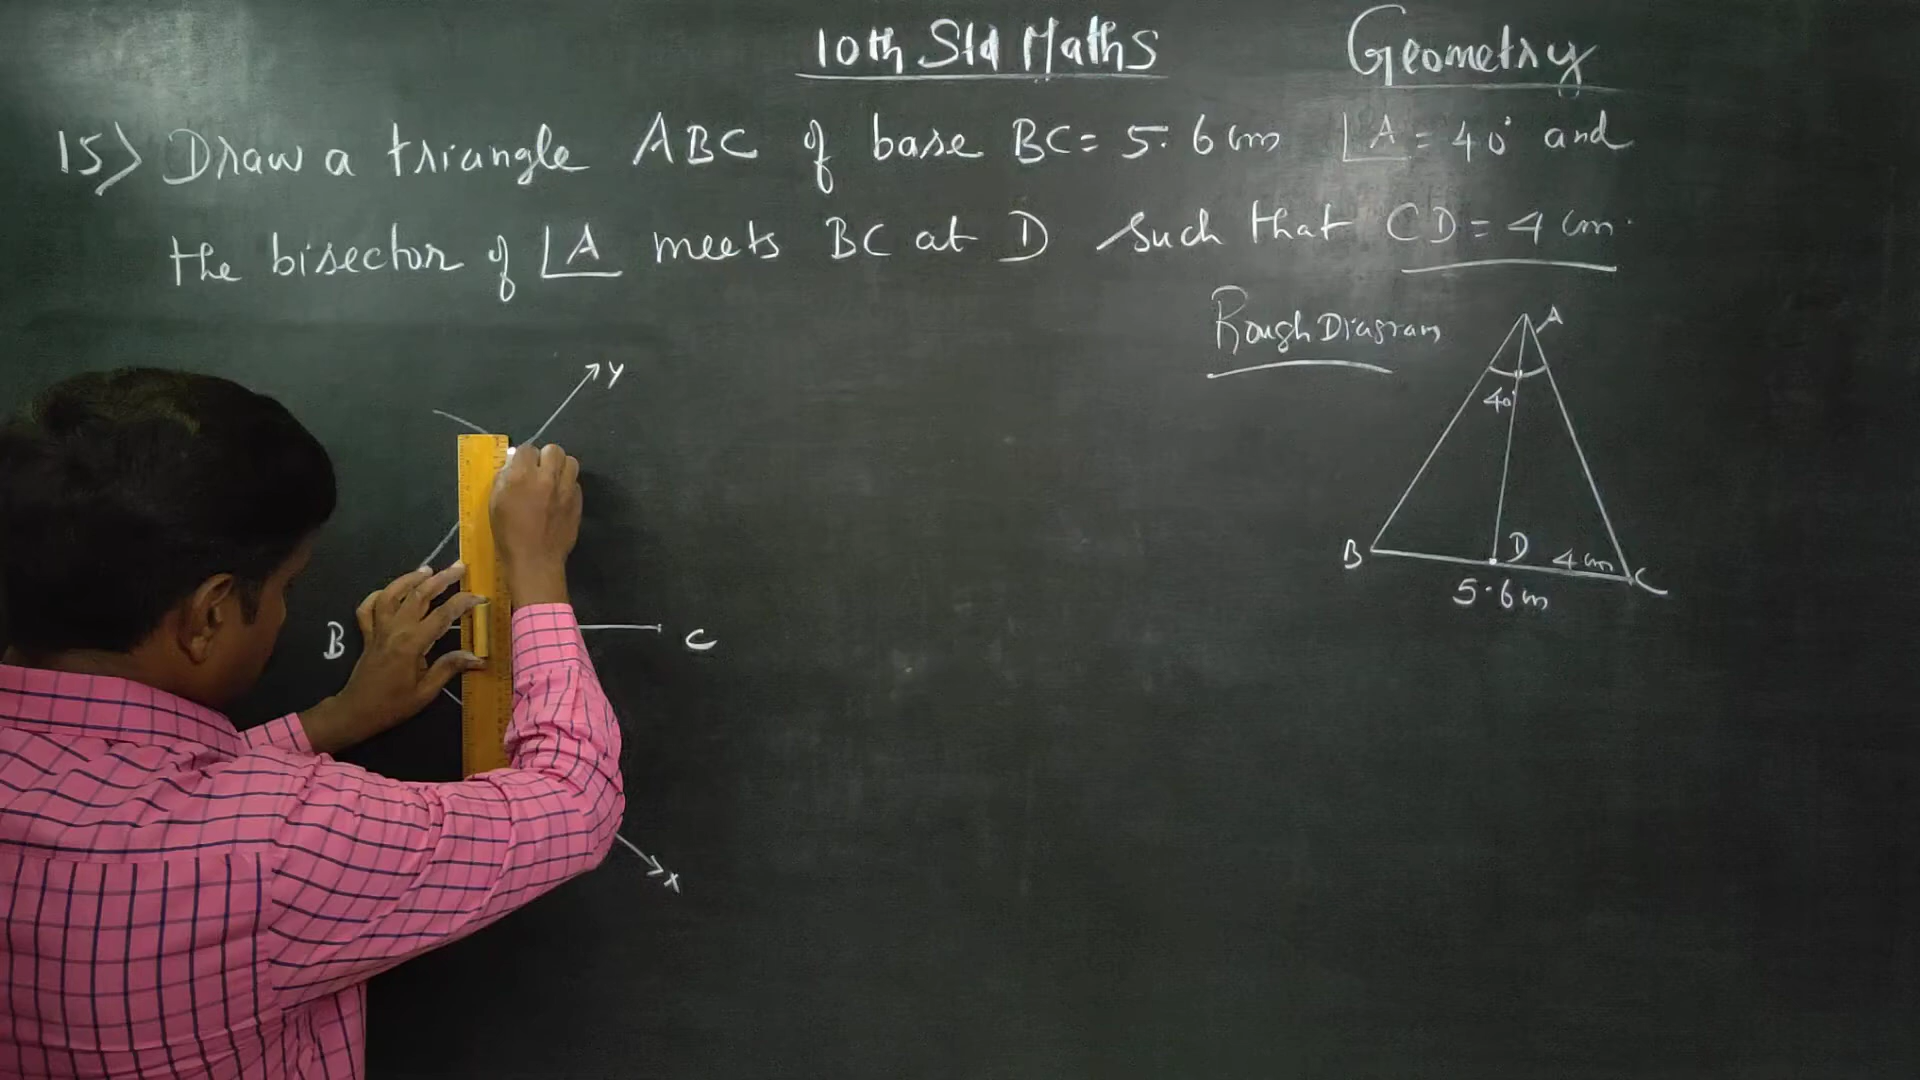 10th Std Maths Geometry
15) Draw a triangle ABC of base BC = 5.6 cm ∠A = 40° and
the bisector of ∠A meets BC at D such that CD = 4 cm.
Rough Diagram
A
40°
B
D
4 cm
C
5.6 cm
Y
B
C
X